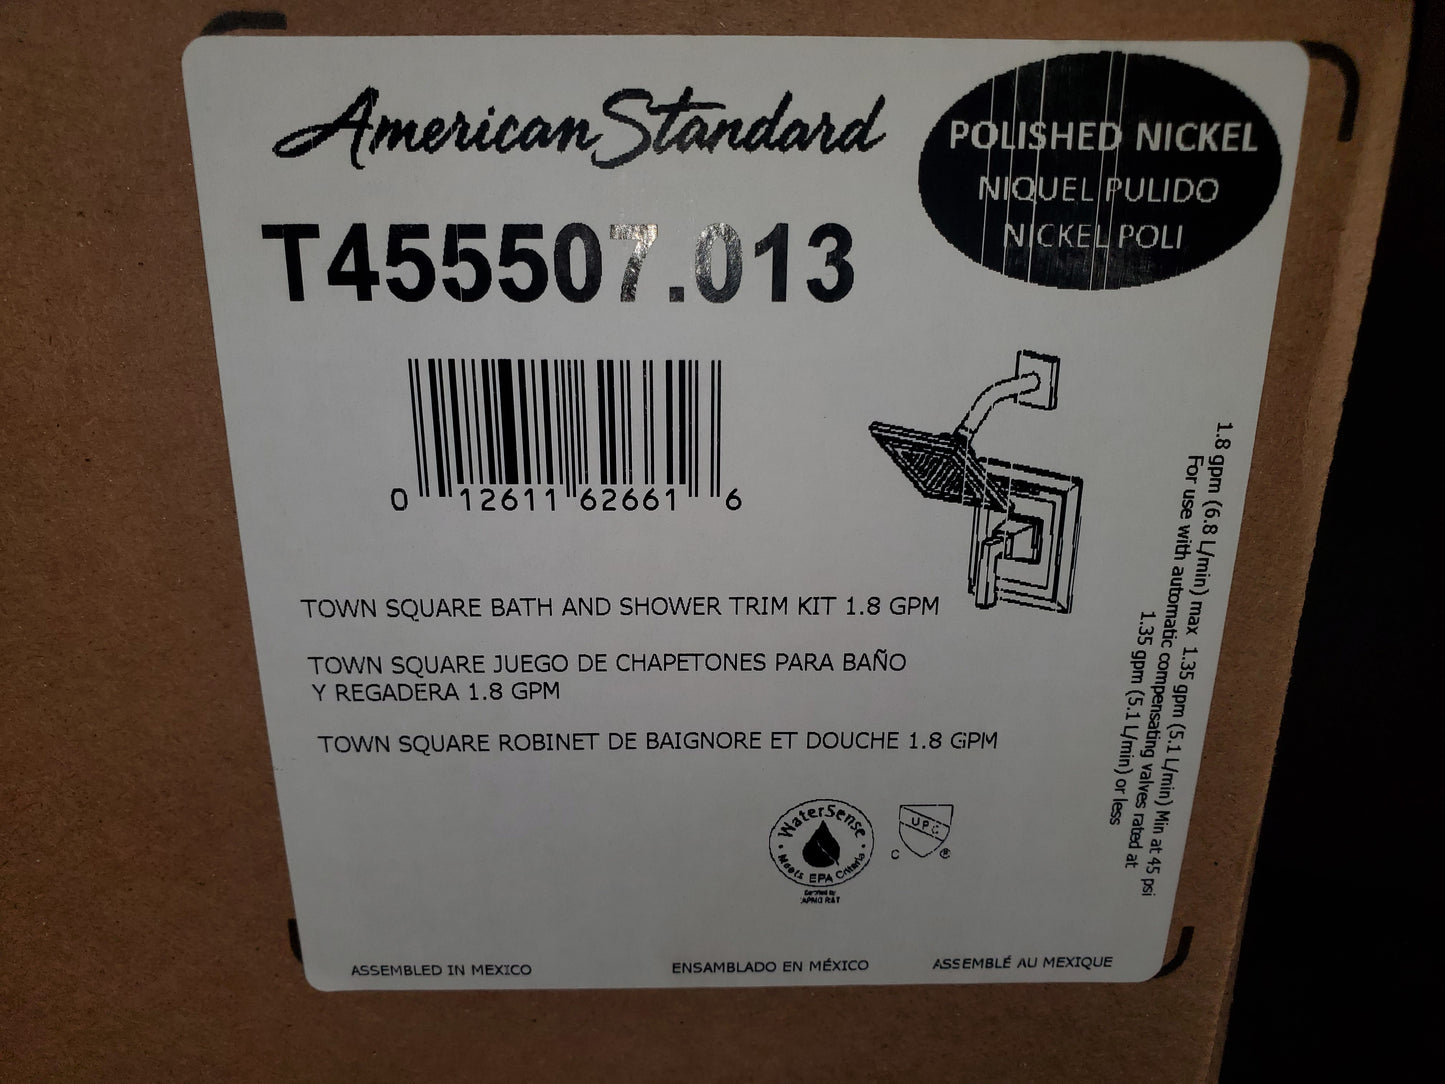 American Standard
POLISHED NICKEL
NIQUEL PULIDO
NICKEL POLI
T455507.013
0 12611 62661 6
TOWN SQUARE BATH AND SHOWER TRIM KIT 1.8 GPM
TOWN SQUARE JUEGO DE CHAPETONES PARA BAÑO
Y REGADERA 1.8 GPM
TOWN SQUARE ROBINET DE BAIGNORE ET DOUCHE 1.8 GPM
1.8 gpm (6.8 L/min) max 1.35 gpm (5.1 L/min) Min at 45 psi
For use with automatic compensating valves rated at
1.35 gpm (5.1 L/min) or less
WaterSense
Meets EPA Criteria
Certified by
IAPMO R&T
UPC
C ®
ASSEMBLED IN MEXICO
ENSAMBLADO EN MÉXICO
ASSEMBLÉ AU MEXIQUE